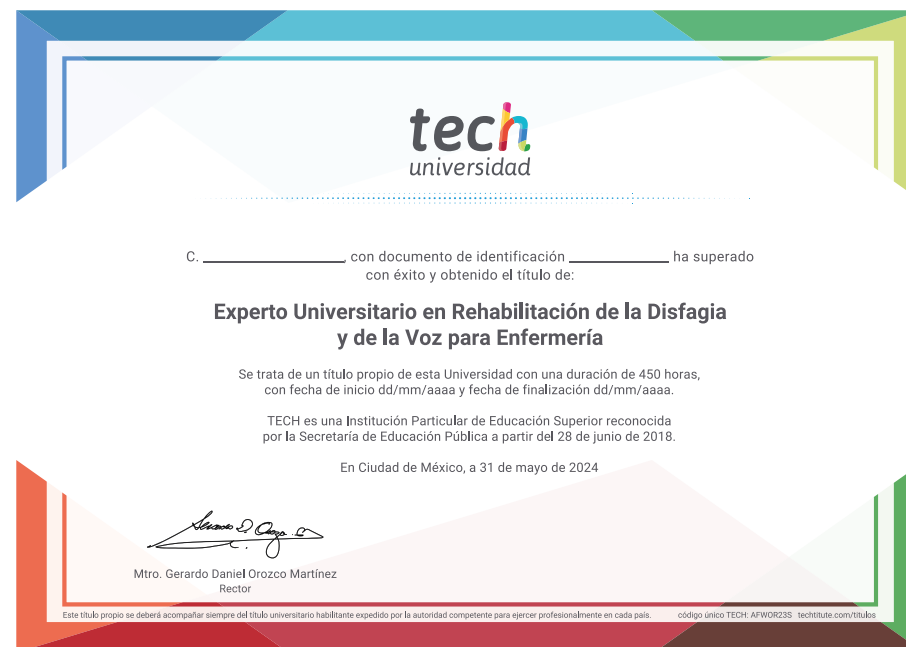 tech
universidad
C. ____________, con documento de identificación ____________ ha superado
con éxito y obtenido el título de:
Experto Universitario en Rehabilitación de la Disfagia
y de la Voz para Enfermería
Se trata de un título propio de esta Universidad con una duración de 450 horas,
con fecha de inicio dd/mm/aaaa y fecha de finalización dd/mm/aaaa.
TECH es una Institución Particular de Educación Superior reconocida
por la Secretaría de Educación Pública a partir del 28 de junio de 2018.
En Ciudad de México, a 31 de mayo de 2024
Mtro. Gerardo Daniel Orozco Martínez
Rector
Este título propio se deberá acompañar siempre del título universitario habilitante expedido por la autoridad competente para ejercer profesionalmente en cada país. código único TECH: AFWOR23S techtitute.com/titulos